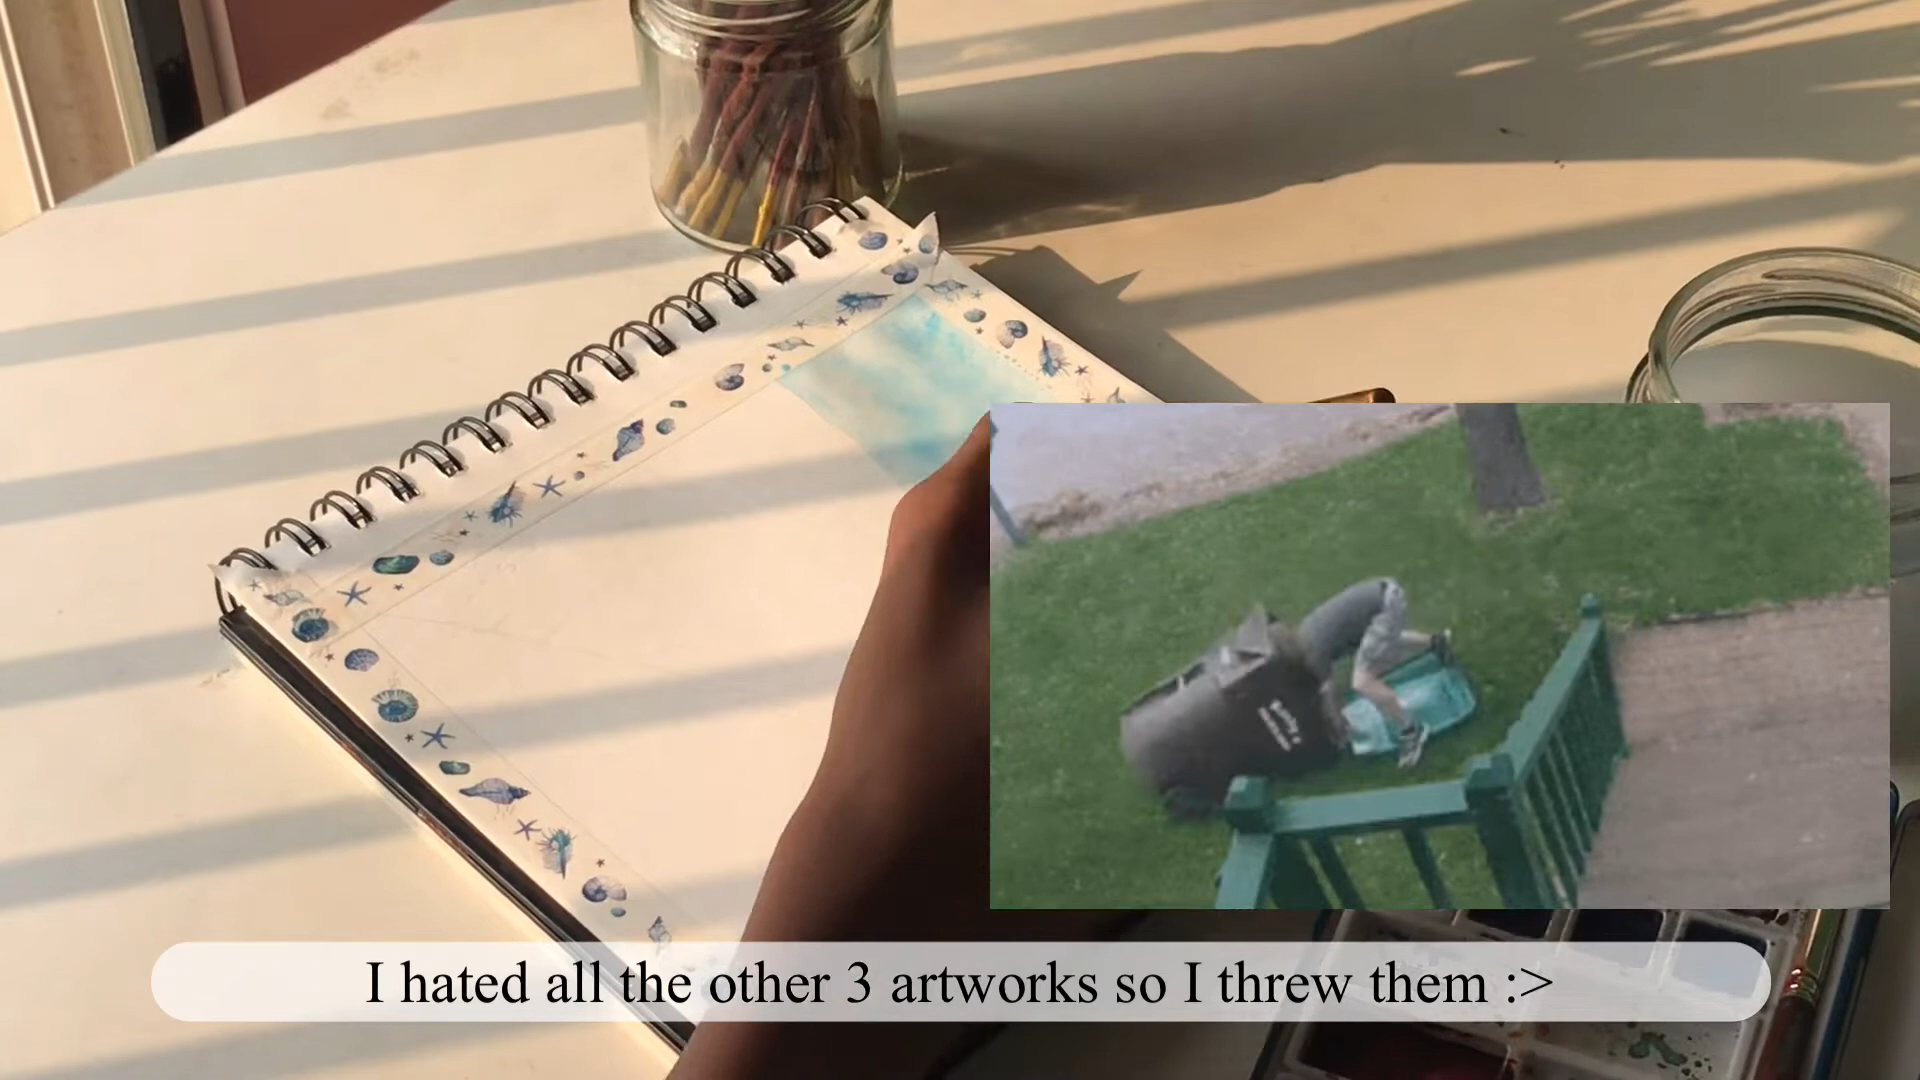 I hated all the other 3 artworks so I threw them :>